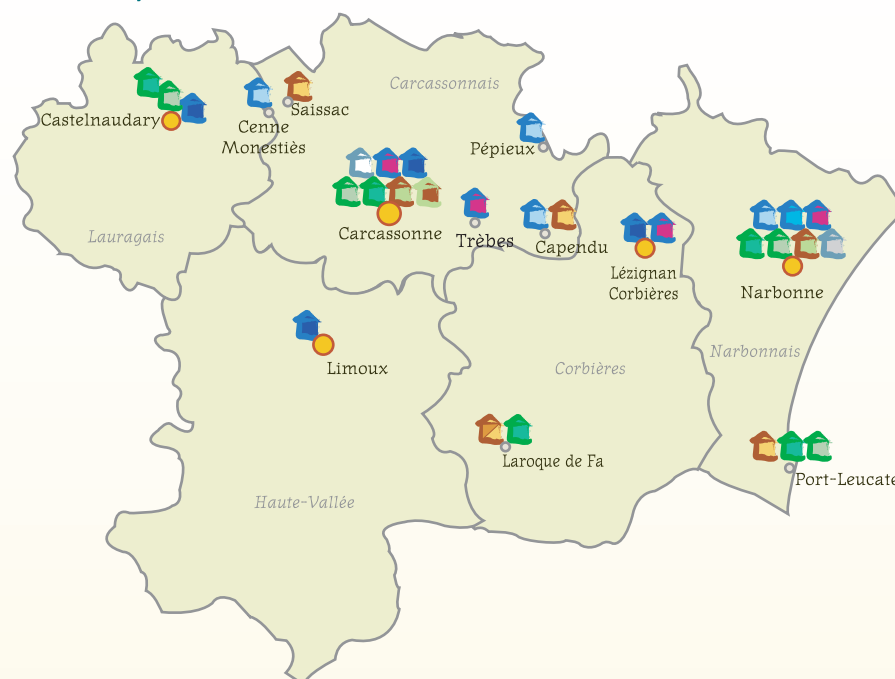 Carcassonnais
Saissac
Castelnaudary
Cenne
Monestiès
Pépieux
Carcassonne
Lauragais
Trèbes
Capendu
Lézignan
Corbières
Narbonne
Narbonnais
Limoux
Corbières
Laroque de Fa
Port-Leucate
Haute-Vallée